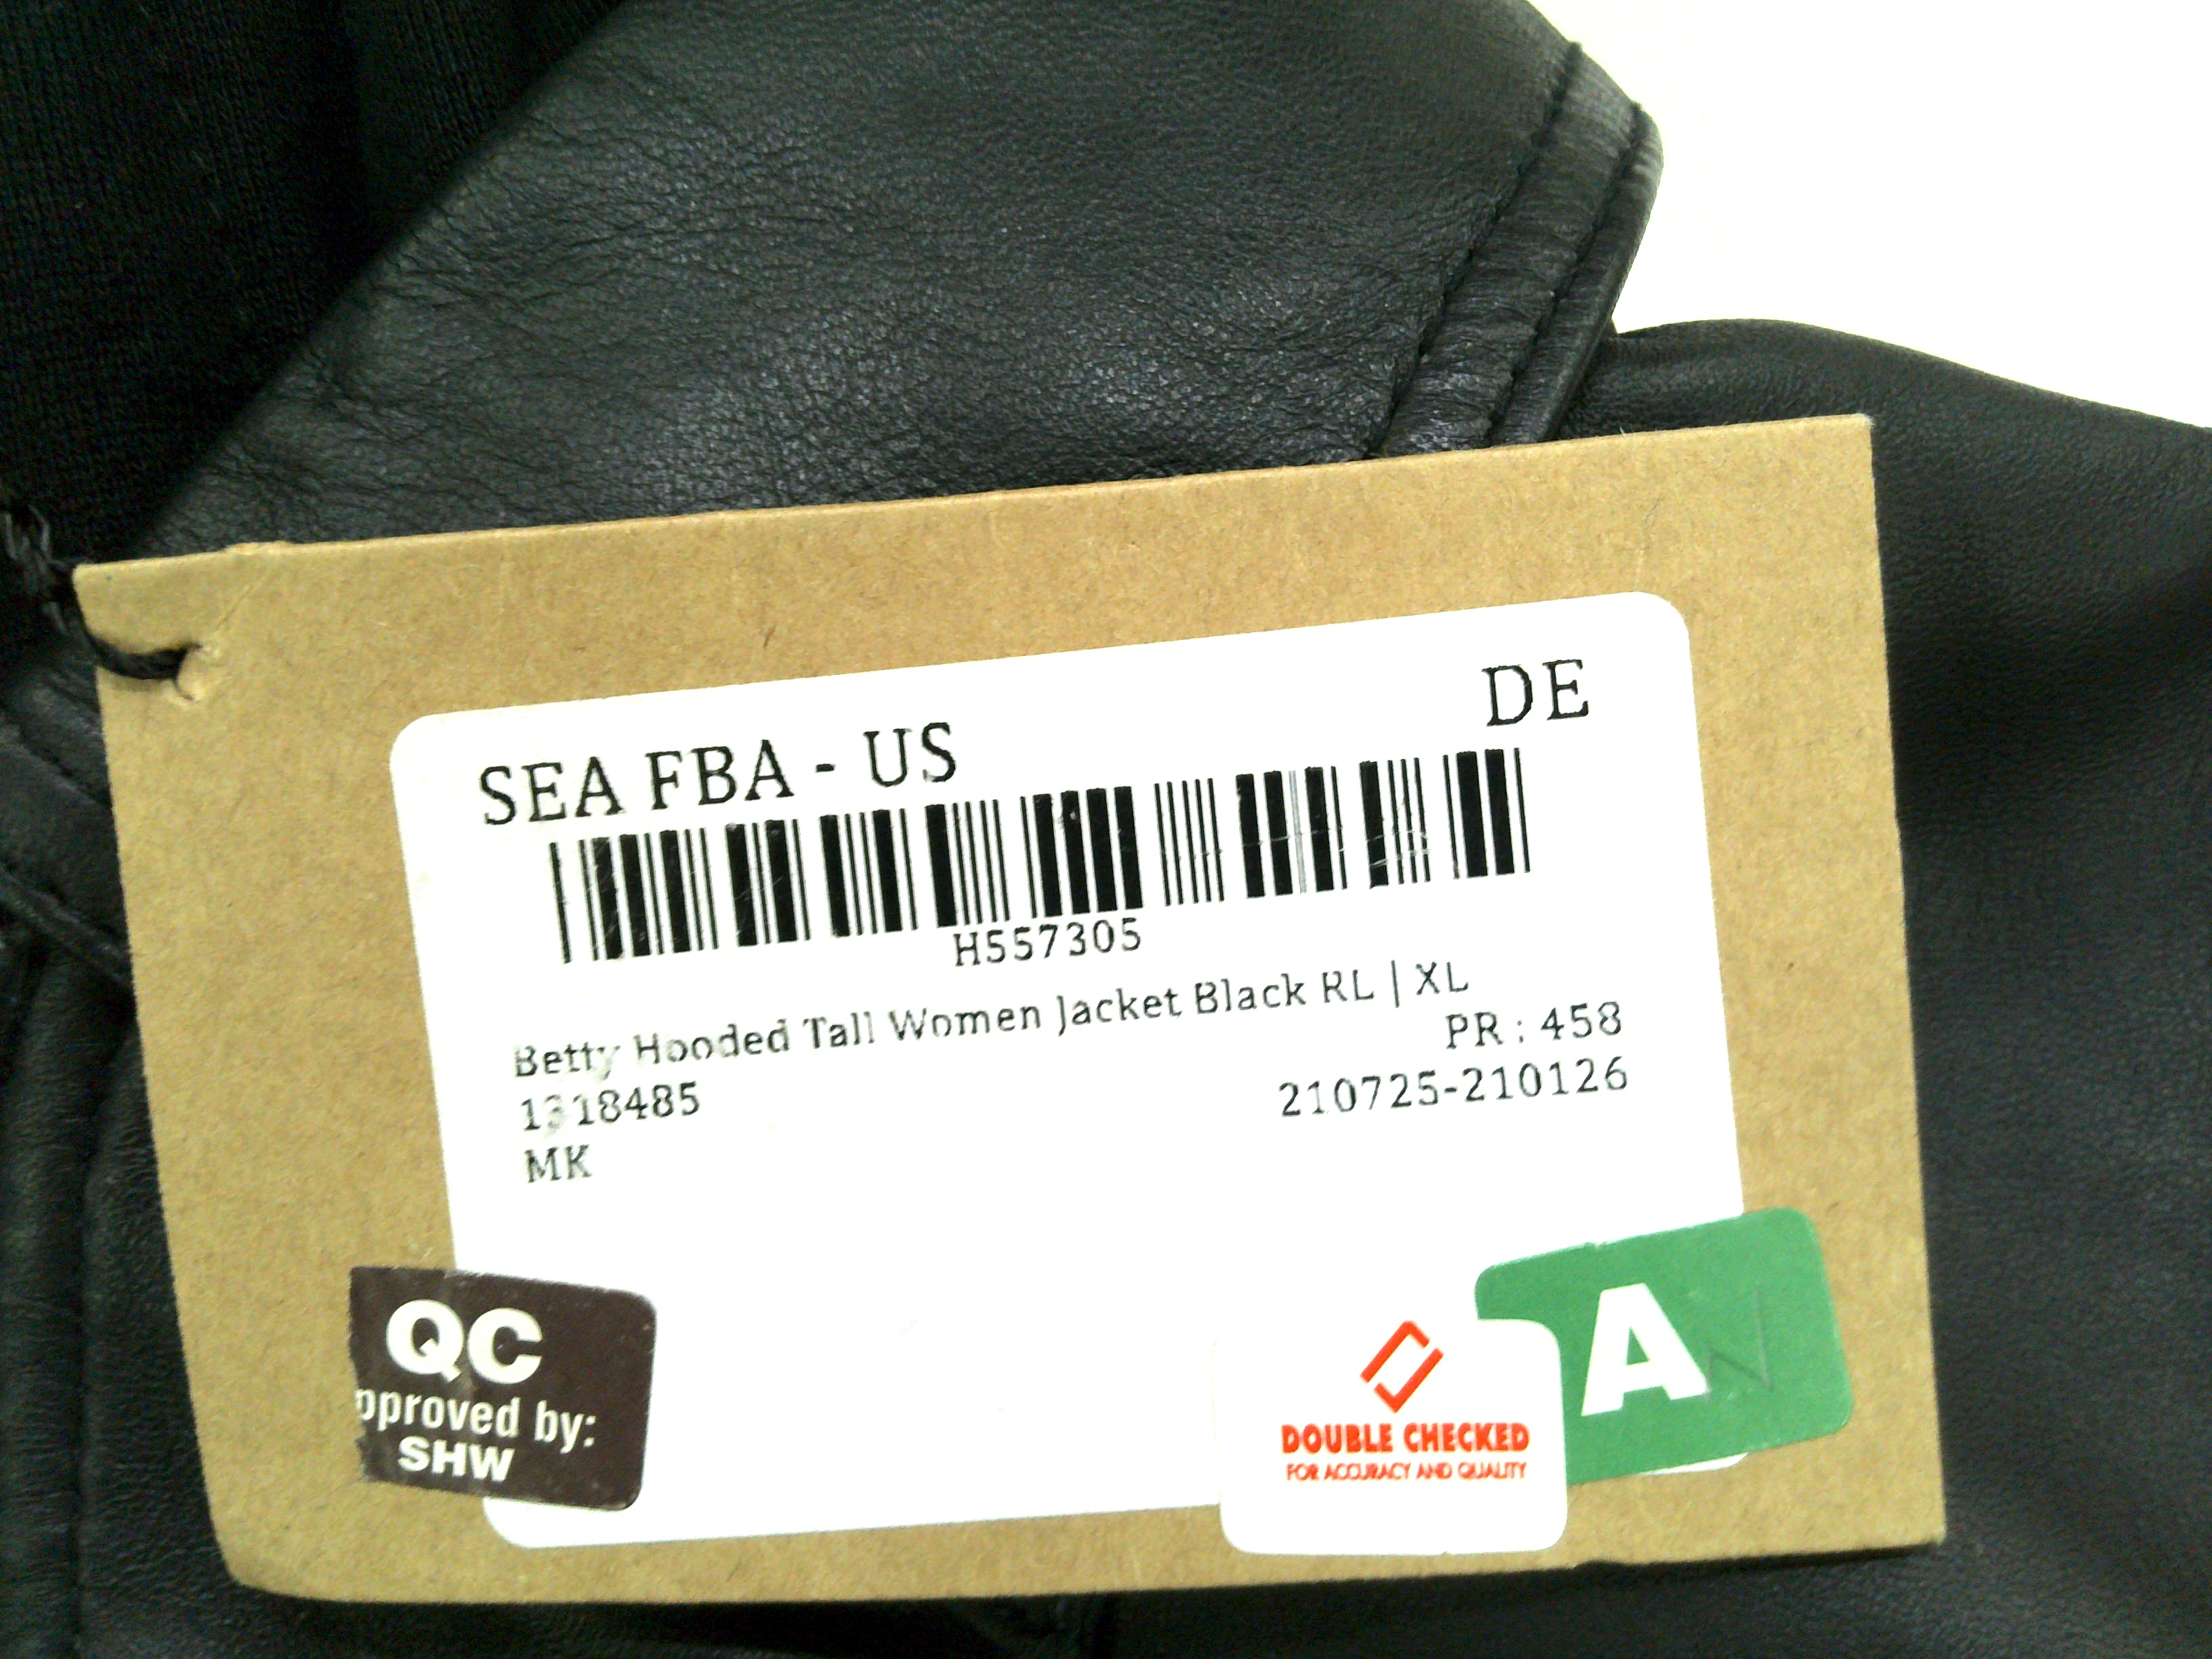 SEA FBA - US
DE
H557305
Betty Hooded Tall Women Jacket Black RL | XL
PR : 458
1318485
210725-210126
MK
QC
pproved by:
SHW
A
DOUBLE CHECKED
FOR ACCURACY AND QUALITY